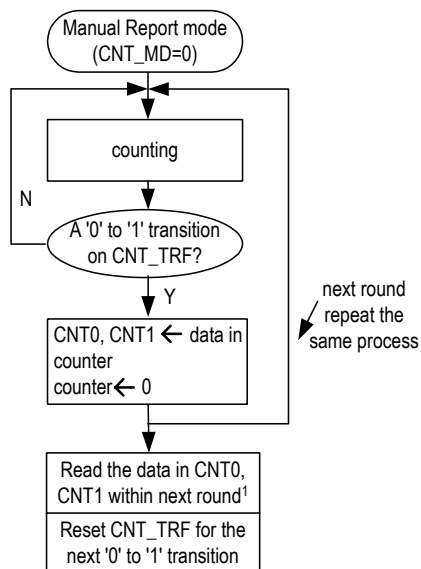 Manual Report mode
(CNT_MD=0)
counting
N
A '0' to '1' transition
on CNT_TRF?
Y
CNT0, CNT1 ← data in
counter
counter← 0
next round
repeat the
same process
Read the data in CNT0,
CNT1 within next round¹
Reset CNT_TRF for the
next '0' to '1' transition